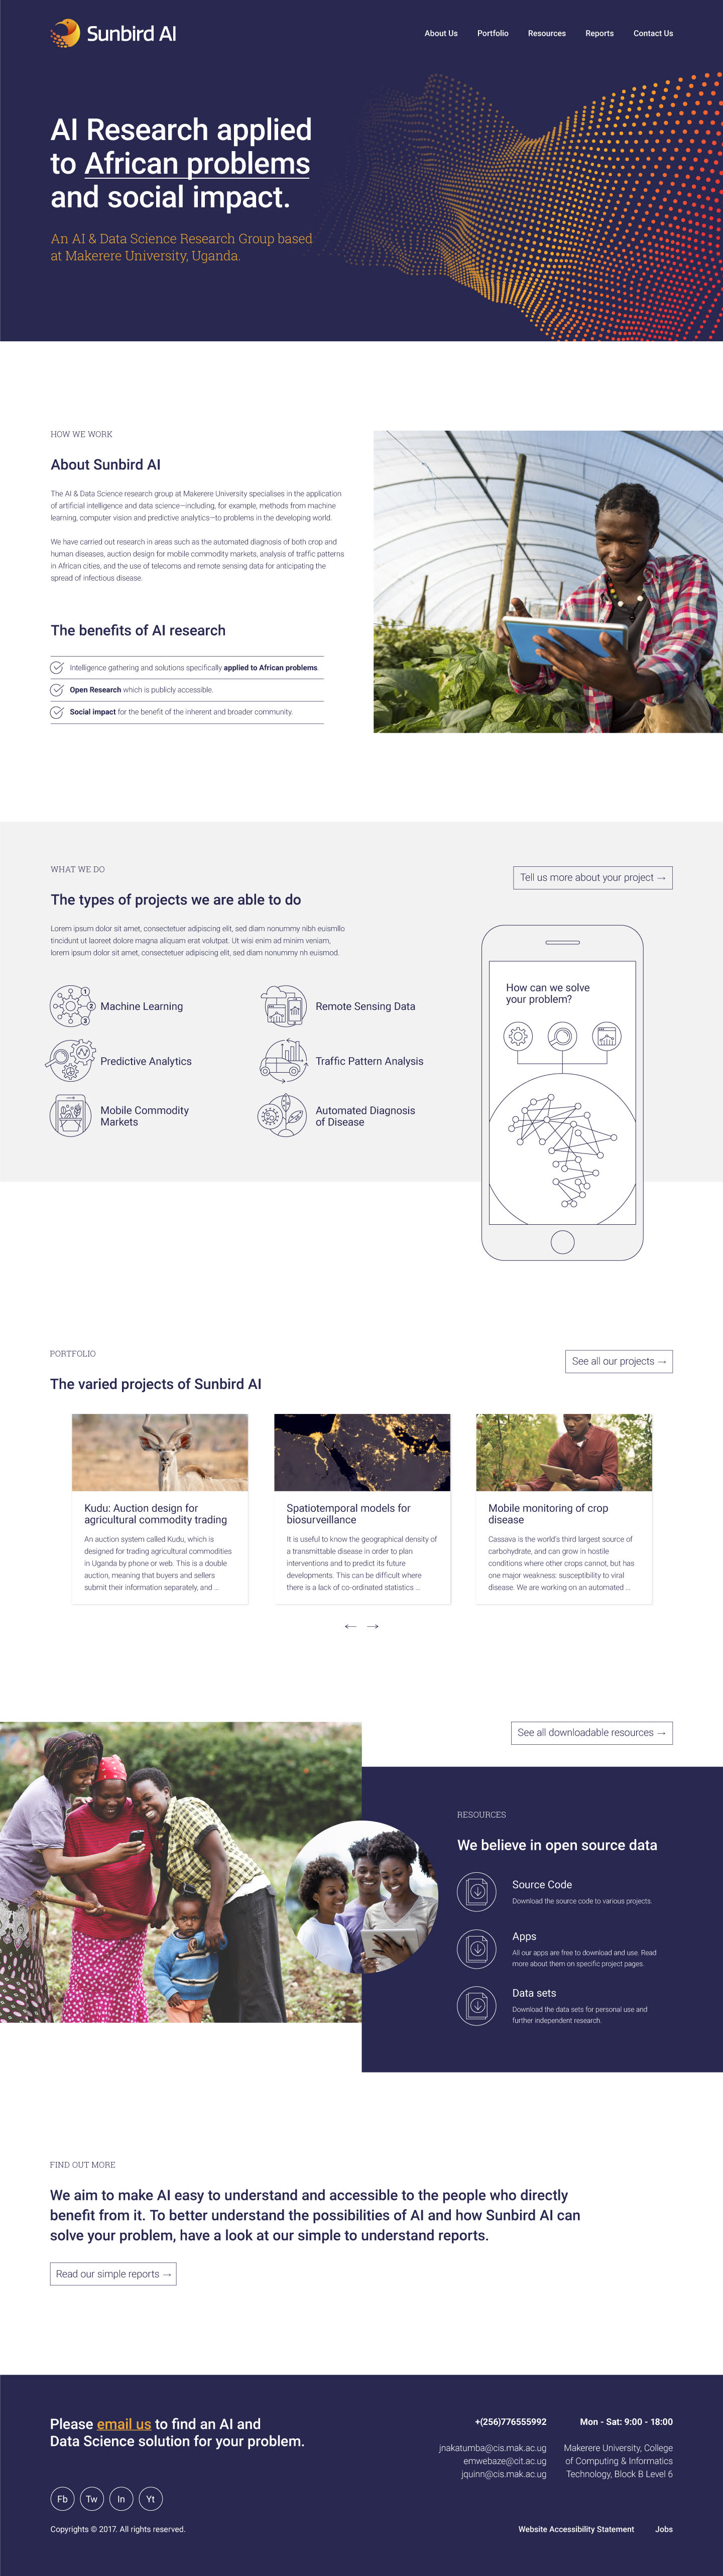 Sunbird AI
About Us
Portfolio
Resources
Reports
Contact Us
AI Research applied
to African problems
and social impact.
An AI & Data Science Research Group based
at Makerere University, Uganda.
HOW WE WORK
About Sunbird AI
The AI & Data Science research group at Makerere University specialises in the application
of artificial intelligence and data science—including, for example, methods from machine
learning, computer vision and predictive analytics—to problems in the developing world.
We have carried out research in areas such as the automated diagnosis of both crop and
human diseases, auction design for mobile commodity markets, analysis of traffic patterns
in African cities, and the use of telecoms and remote sensing data for anticipating the
spread of infectious disease.
The benefits of AI research
Intelligence gathering and solutions specifically applied to African problems.
Open Research which is publicly accessible.
Social impact for the benefit of the inherent and broader community.
WHAT WE DO
Tell us more about your project →
The types of projects we are able to do
Lorem ipsum dolor sit amet, consectetuer adipiscing elit, sed diam nonummy nibh euismllo
tincidunt ut laoreet dolore magna aliquam erat volutpat. Ut wisi enim ad minim veniam,
lorem ipsum dolor sit amet, consectetuer adipiscing elit, sed diam nonummy nh euismod.
1
2
3
Machine Learning
Remote Sensing Data
Predictive Analytics
Traffic Pattern Analysis
Mobile Commodity
Markets
Automated Diagnosis
of Disease
How can we solve
your problem?
PORTFOLIO
See all our projects →
The varied projects of Sunbird AI
Kudu: Auction design for
agricultural commodity trading
An auction system called Kudu, which is
designed for trading agricultural commodities
in Uganda by phone or web. This is a double
auction, meaning that buyers and sellers
submit their information separately, and ...
Spatiotemporal models for
biosurveillance
It is useful to know the geographical density of
a transmittable disease in order to plan
interventions and to predict its future
developments. This can be difficult where
there is a lack of co-ordinated statistics ...
Mobile monitoring of crop
disease
Cassava is the world's third largest source of
carbohydrate, and can grow in hostile
conditions where other crops cannot, but has
one major weakness: susceptibility to viral
disease. We are working on an automated ...
← →
See all downloadable resources →
RESOURCES
We believe in open source data
Source Code
Download the source code to various projects.
Apps
All our apps are free to download and use. Read
more about them on specific project pages.
Data sets
Download the data sets for personal use and
further independent research.
FIND OUT MORE
We aim to make AI easy to understand and accessible to the people who directly
benefit from it. To better understand the possibilities of AI and how Sunbird AI can
solve your problem, have a look at our simple to understand reports.
Read our simple reports →
Please email us to find an AI and
Data Science solution for your problem.
+(256)776555992
jnakatumba@cis.mak.ac.ug
emwebaze@cit.ac.ug
jquinn@cis.mak.ac.ug
Mon - Sat: 9:00 - 18:00
Makerere University, College
of Computing & Informatics
Technology, Block B Level 6
Fb
Tw
In
Yt
Copyrights © 2017. All rights reserved.
Website Accessibility Statement
Jobs